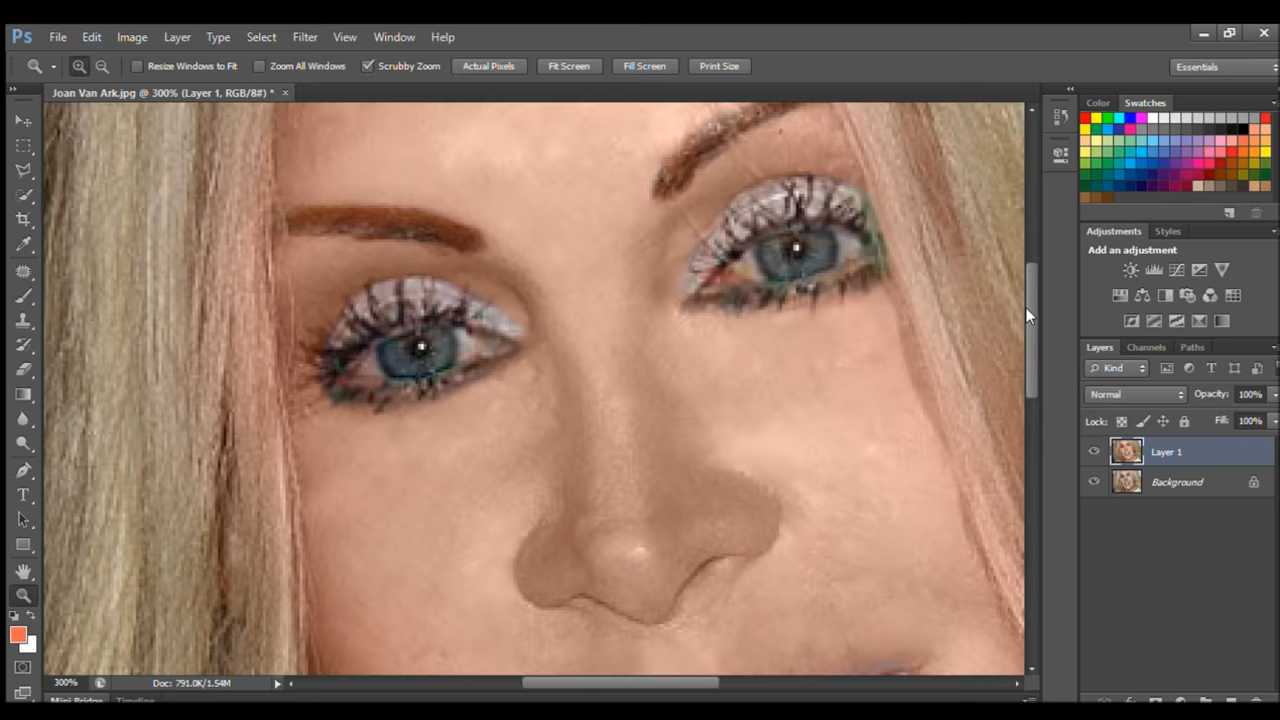 Ps File Edit Image Layer Type Select Filter View Window Help
Resize Windows to Fit Zoom All Windows Scrubby Zoom Actual Pixels Fit Screen Fill Screen Print Size Essentials
Joan Van Ark.jpg @ 300% (Layer 1, RGB/8#) * ×
Color Swatches
Adjustments Styles
Add an adjustment
Layers Channels Paths
Kind
Normal Opacity: 100%
Lock: Fill: 100%
Layer 1
Background
300% Doc: 791.0K/1.54M
Mini Bridge Timeline